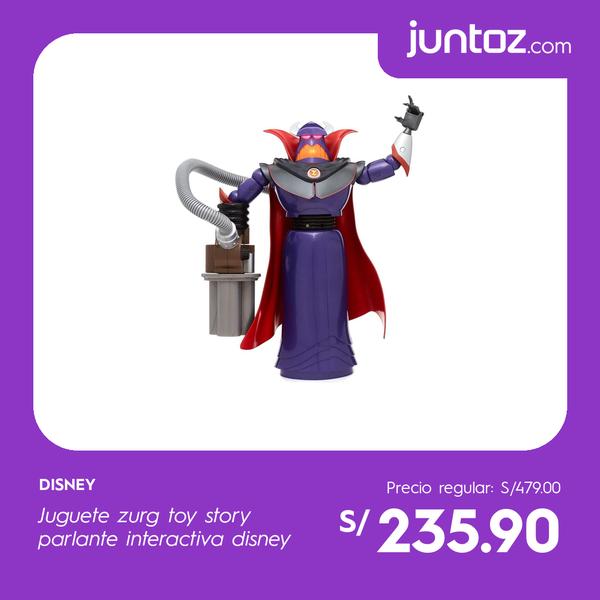 juntoz.com
DISNEY
Juguete zurg toy story
parlante interactiva disney
Precio regular: S/479.00
S/ 235.90